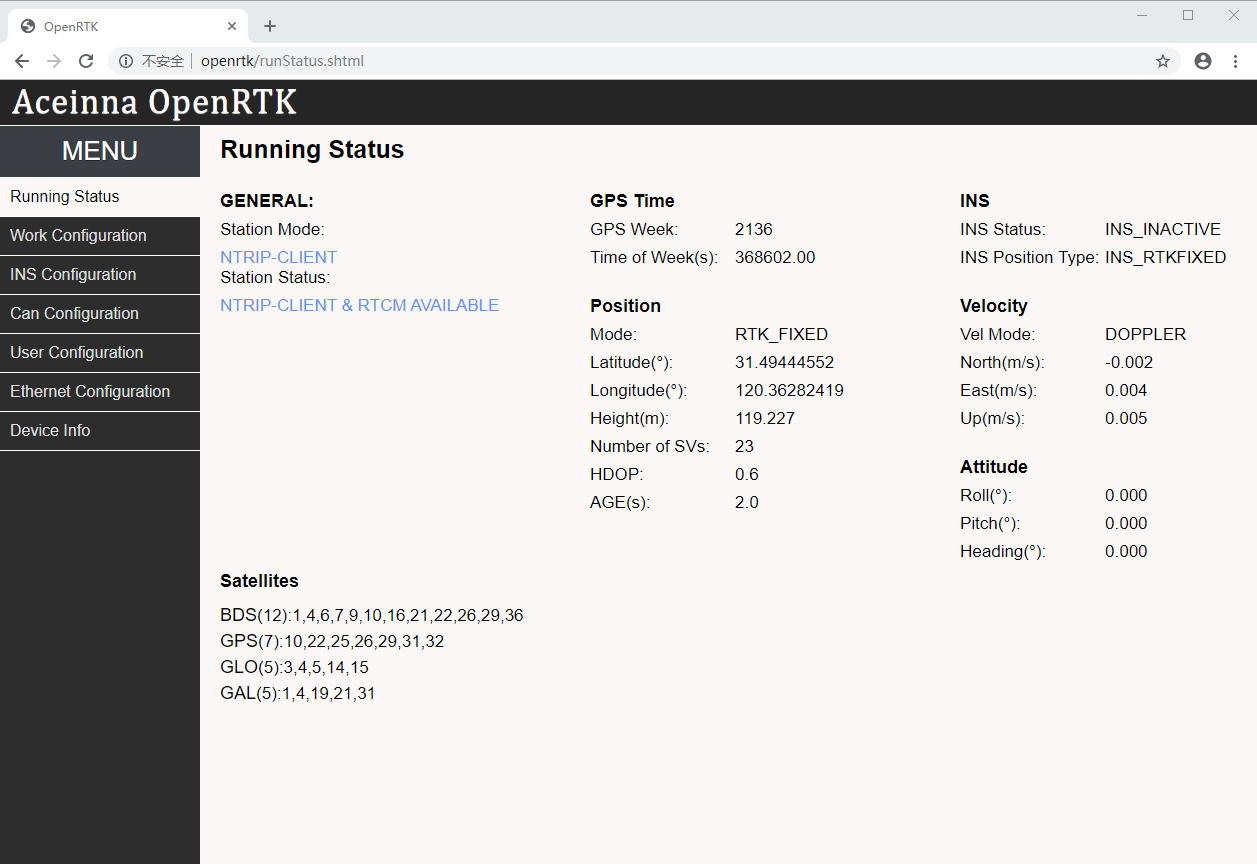 OpenRTK
不安全 openrtk/runStatus.shtml
Aceinna OpenRTK
MENU
Running Status
Work Configuration
INS Configuration
Can Configuration
User Configuration
Ethernet Configuration
Device Info
Running Status
GENERAL:
Station Mode:
NTRIP-CLIENT
Station Status:
NTRIP-CLIENT & RTCM AVAILABLE
GPS Time
GPS Week: 2136
Time of Week(s): 368602.00
Position
Mode: RTK_FIXED
Latitude(°): 31.49444552
Longitude(°): 120.36282419
Height(m): 119.227
Number of SVs: 23
HDOP: 0.6
AGE(s): 2.0
INS
INS Status: INS_INACTIVE
INS Position Type: INS_RTKFIXED
Velocity
Vel Mode: DOPPLER
North(m/s): -0.002
East(m/s): 0.004
Up(m/s): 0.005
Attitude
Roll(°): 0.000
Pitch(°): 0.000
Heading(°): 0.000
Satellites
BDS(12):1,4,6,7,9,10,16,21,22,26,29,36
GPS(7):10,22,25,26,29,31,32
GLO(5):3,4,5,14,15
GAL(5):1,4,19,21,31